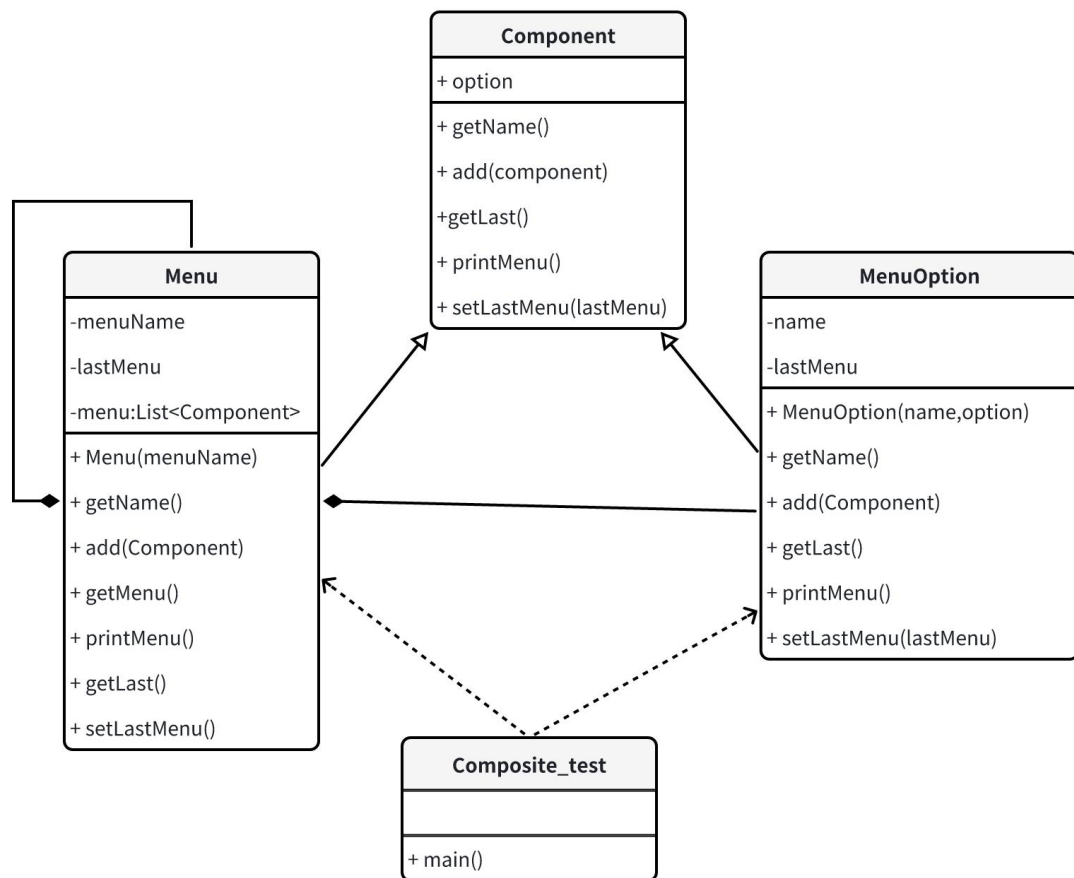 Component
+ option
+ getName()
+ add(component)
+getLast()
+ printMenu()
+ setLastMenu(lastMenu)
Menu
-menuName
-lastMenu
-menu:List<Component>
+ Menu(menuName)
+ getName()
+ add(Component)
+ getMenu()
+ printMenu()
+ getLast()
+ setLastMenu()
MenuOption
-name
-lastMenu
+ MenuOption(name,option)
+ getName()
+ add(Component)
+ getLast()
+ printMenu()
+ setLastMenu(lastMenu)
Composite_test
+ main()